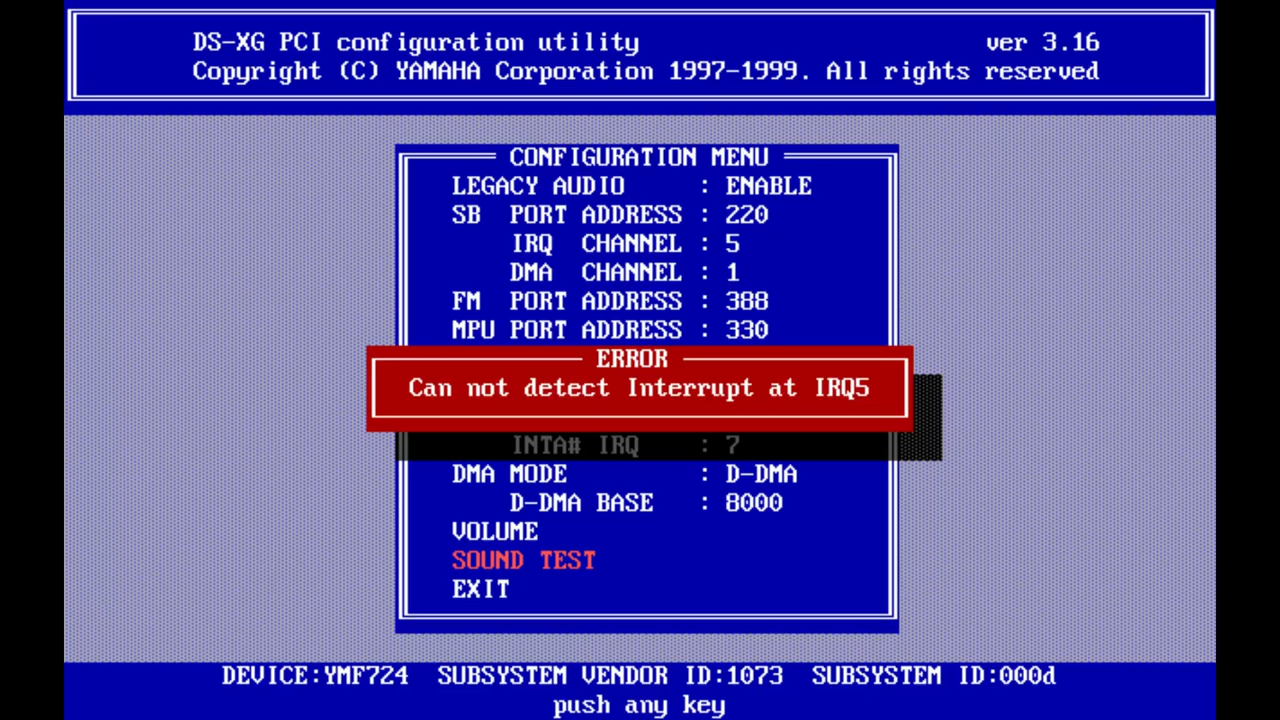 DS-XG PCI configuration utility ver 3.16
Copyright (C) YAMAHA Corporation 1997-1999. All rights reserved
CONFIGURATION MENU
LEGACY AUDIO : ENABLE
SB PORT ADDRESS : 220
IRQ CHANNEL : 5
DMA CHANNEL : 1
FM PORT ADDRESS : 388
MPU PORT ADDRESS : 330
ERROR
Can not detect Interrupt at IRQ5
INTA# IRQ : 7
DMA MODE : D-DMA
D-DMA BASE : 8000
VOLUME
SOUND TEST
EXIT
DEVICE:YMF724 SUBSYSTEM VENDOR ID:1073 SUBSYSTEM ID:000d
push any key